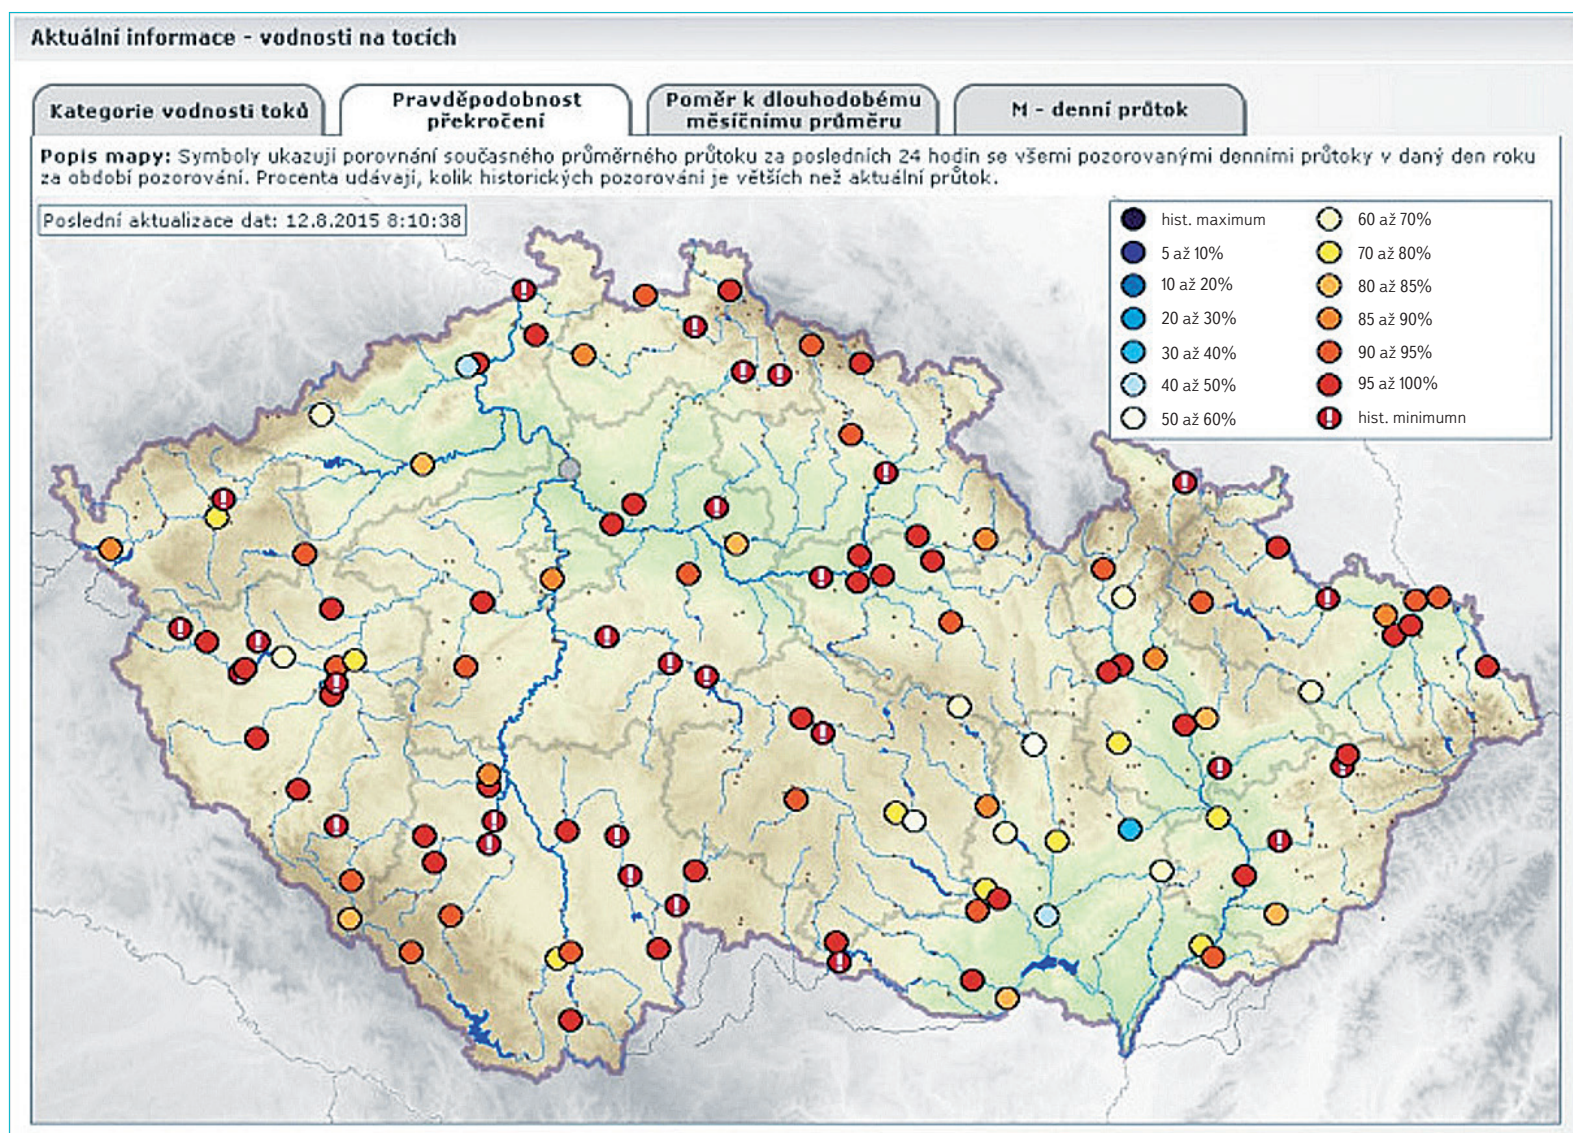 Aktuální informace - vodnosti na tocích
Kategorie vodnosti toků
Pravděpodobnost
překročení
Poměr k dlouhodobému
měsíčnímu průměru
M - denní průtok
Popis mapy: Symboly ukazují porovnání současného průměrného průtoku za posledních 24 hodin se všemi pozorovanými denními průtoky v daný den roku
za období pozorování. Procenta udávají, kolik historických pozorování je větších než aktuální průtok.
Poslední aktualizace dat: 12.8.2015 8:10:38
hist. maximum
5 až 10%
10 až 20%
20 až 30%
30 až 40%
40 až 50%
50 až 60%
60 až 70%
70 až 80%
80 až 85%
85 až 90%
90 až 95%
95 až 100%
hist. minimumn